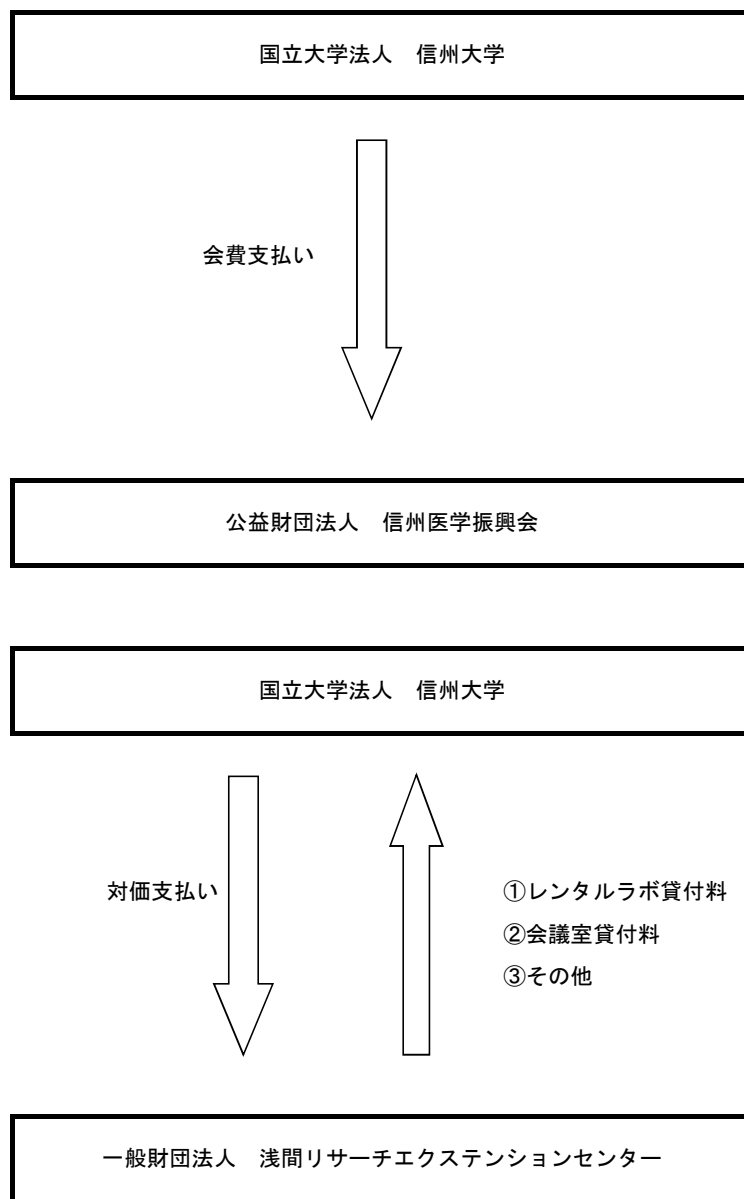 国立大学法人　信州大学
会費支払い
公益財団法人　信州医学振興会
国立大学法人　信州大学
対価支払い
①レンタルラボ貸付料
②会議室貸付料
③その他
一般財団法人　浅間リサーチエクステンションセンター